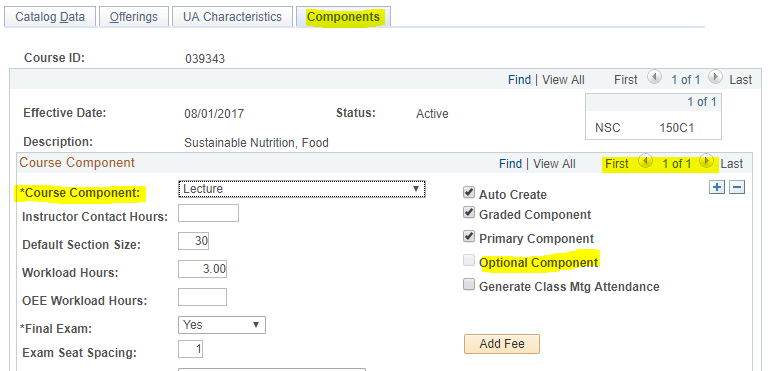 Catalog Data Offerings UA Characteristics Components
Course ID: 039343
Find | View All First 1 of 1 Last
Effective Date: 08/01/2017 Status: Active 1 of 1
NSC 150C1
Description: Sustainable Nutrition, Food
Course Component Find | View All First 1 of 1 Last
*Course Component: Lecture Auto Create + −
Instructor Contact Hours: Graded Component
Default Section Size: 30 Primary Component
Workload Hours: 3.00 Optional Component
OEE Workload Hours: Generate Class Mtg Attendance
*Final Exam: Yes
Exam Seat Spacing: 1 Add Fee